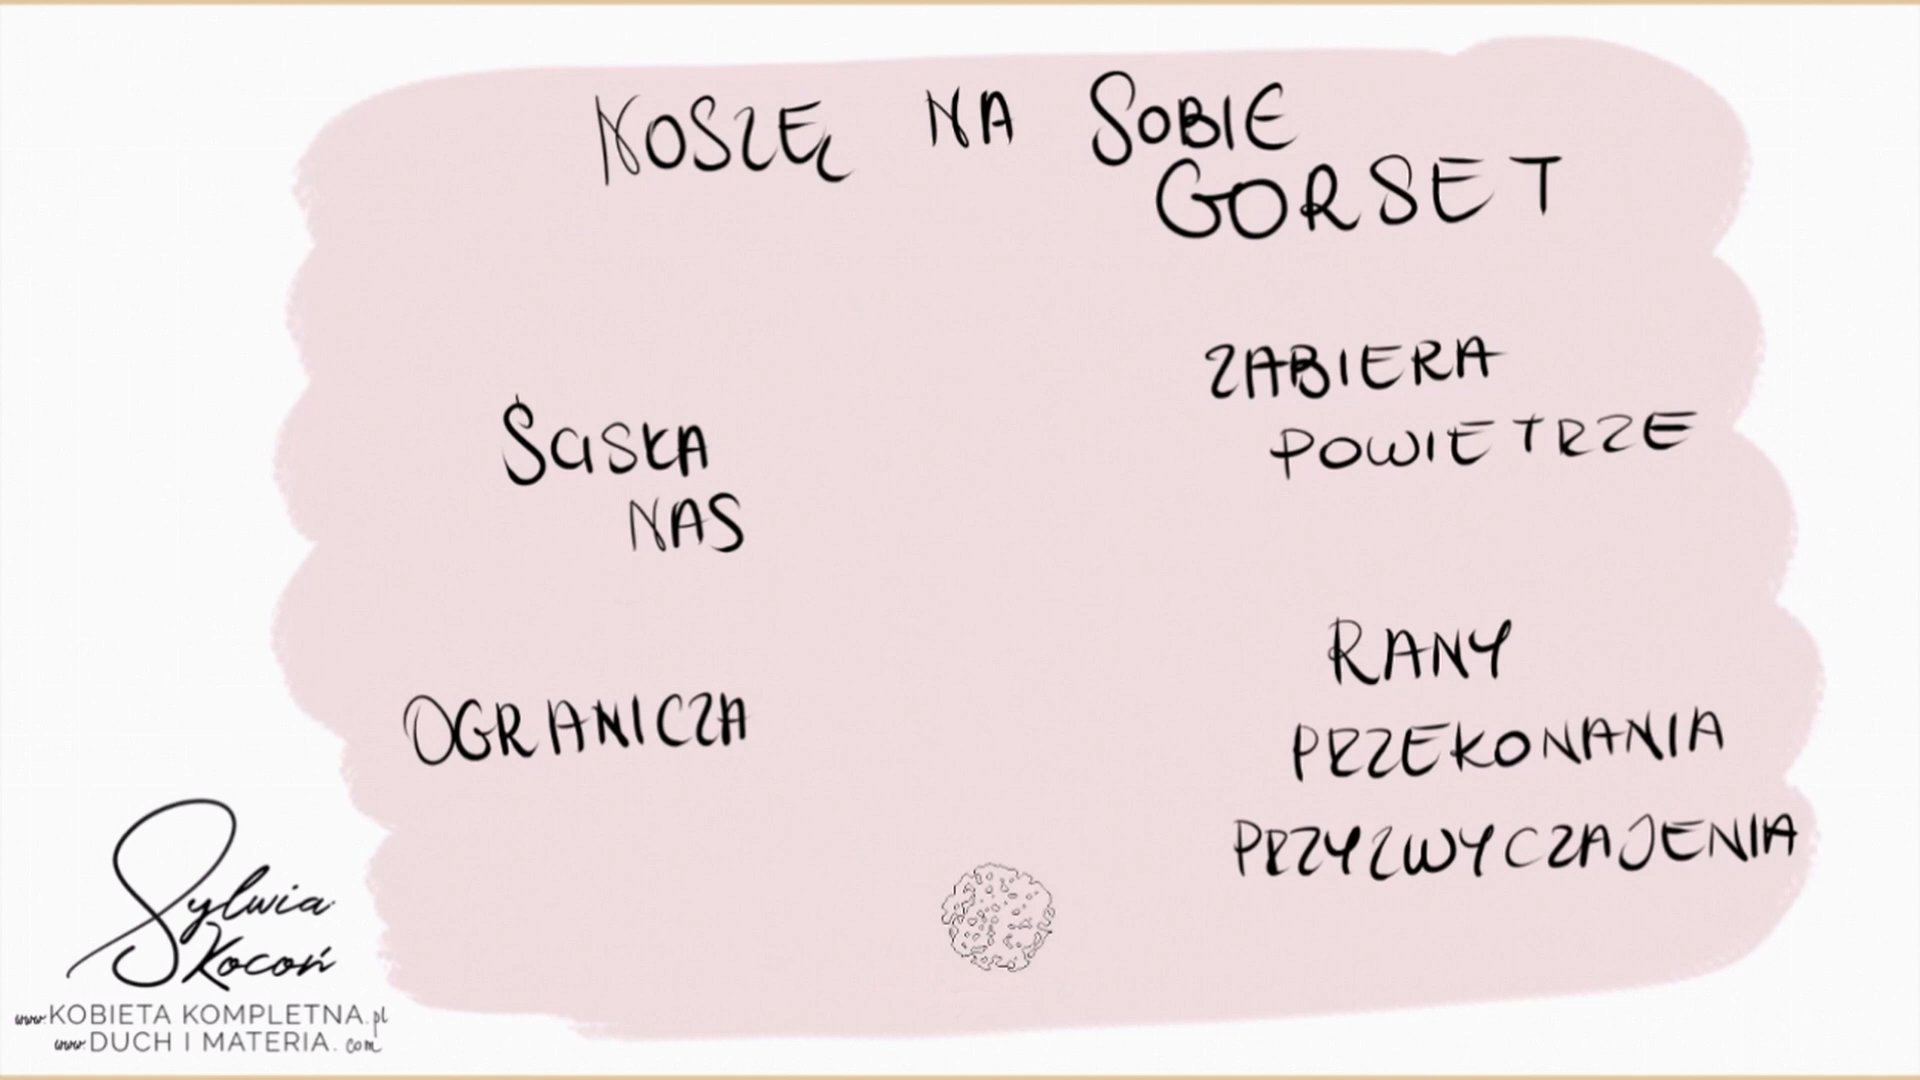 NOSZĘ NA SOBIE
GORSET
ŚCISKA
NAS
ZABIERA
POWIETRZE
OGRANICZA
RANY
PRZEKONANIA
PRZYZWYCZAJENIA
Sylwia
Kocoń
www.KOBIETA KOMPLETNA.pl
www.DUCH I MATERIA.com